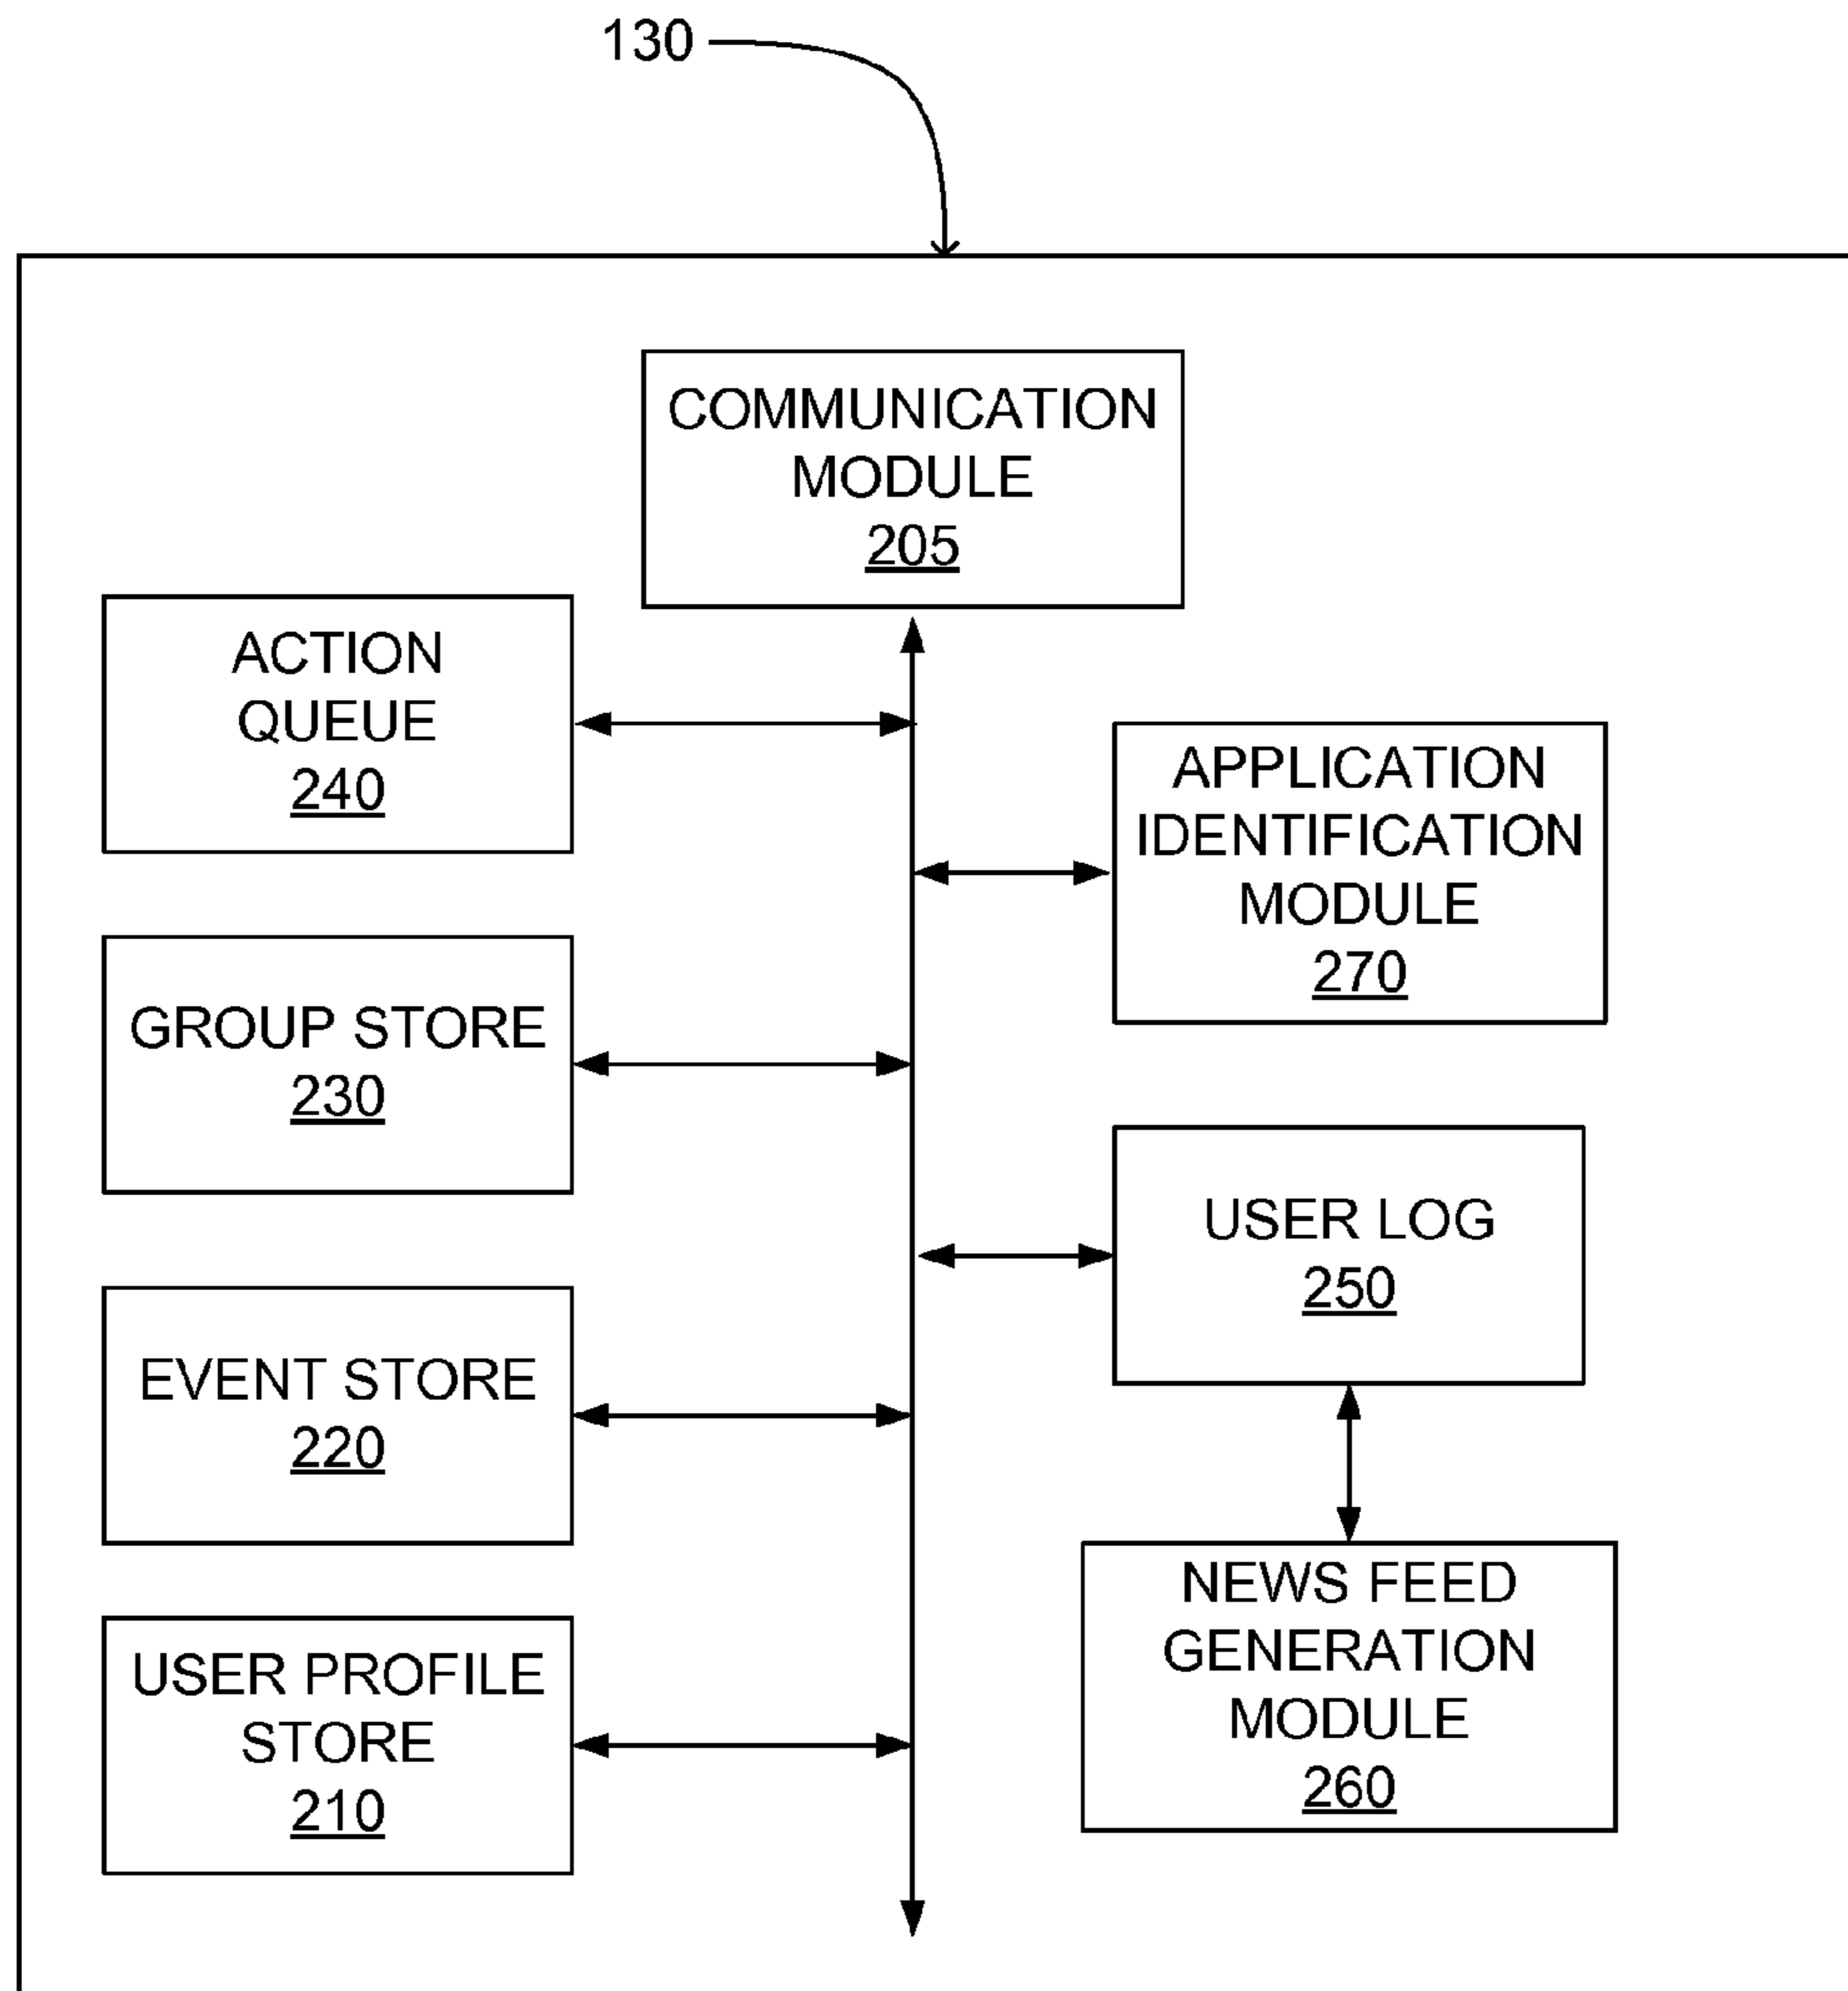 130
COMMUNICATION
MODULE
205
ACTION
QUEUE
240
APPLICATION
IDENTIFICATION
MODULE
270
GROUP STORE
230
USER LOG
250
EVENT STORE
220
NEWS FEED
GENERATION
MODULE
260
USER PROFILE
STORE
210